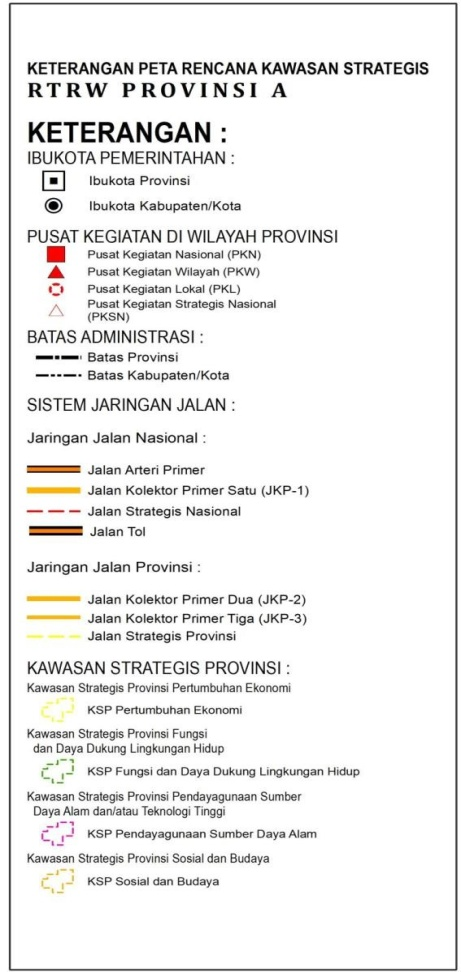 KETERANGAN PETA RENCANA KAWASAN STRATEGIS
RTRW PROVINSI A
KETERANGAN :
IBUKOTA PEMERINTAHAN :
Ibukota Provinsi
Ibukota Kabupaten/Kota
PUSAT KEGIATAN DI WILAYAH PROVINSI
Pusat Kegiatan Nasional (PKN)
Pusat Kegiatan Wilayah (PKW)
Pusat Kegiatan Lokal (PKL)
Pusat Kegiatan Strategis Nasional
(PKSN)
BATAS ADMINISTRASI :
Batas Provinsi
Batas Kabupaten/Kota
SISTEM JARINGAN JALAN :
Jaringan Jalan Nasional :
Jalan Arteri Primer
Jalan Kolektor Primer Satu (JKP-1)
Jalan Strategis Nasional
Jalan Tol
Jaringan Jalan Provinsi :
Jalan Kolektor Primer Dua (JKP-2)
Jalan Kolektor Primer Tiga (JKP-3)
Jalan Strategis Provinsi
KAWASAN STRATEGIS PROVINSI :
Kawasan Strategis Provinsi Pertumbuhan Ekonomi
KSP Pertumbuhan Ekonomi
Kawasan Strategis Provinsi Fungsi
dan Daya Dukung Lingkungan Hidup
KSP Fungsi dan Daya Dukung Lingkungan Hidup
Kawasan Strategis Provinsi Pendayagunaan Sumber
Daya Alam dan/atau Teknologi Tinggi
KSP Pendayagunaan Sumber Daya Alam
Kawasan Strategis Provinsi Sosial dan Budaya
KSP Sosial dan Budaya